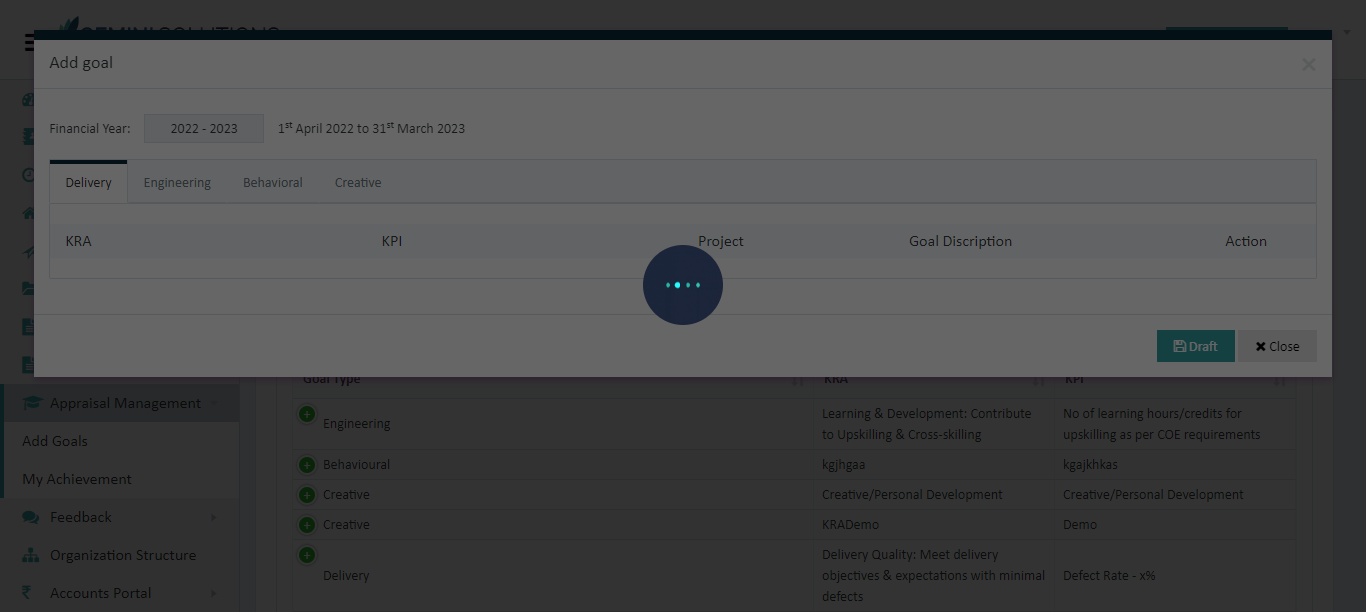 GEMINI SOLUTIONS
Add goal
Financial Year: 2022 - 2023 1st April 2022 to 31st March 2023
Delivery Engineering Behavioral Creative
KRA KPI Project Goal Discription Action
Draft Close
Goal Type KRA KPI
Appraisal Management
Add Goals
My Achievement
Feedback
Organization Structure
Accounts Portal
Engineering
Learning & Development: Contribute
to Upskilling & Cross-skilling
No of learning hours/credits for
upskilling as per COE requirements
Behavioural kgjhgaa kgajkhkas
Creative Creative/Personal Development Creative/Personal Development
Creative KRADemo Demo
Delivery
Delivery Quality: Meet delivery
objectives & expectations with minimal
defects
Defect Rate - x%